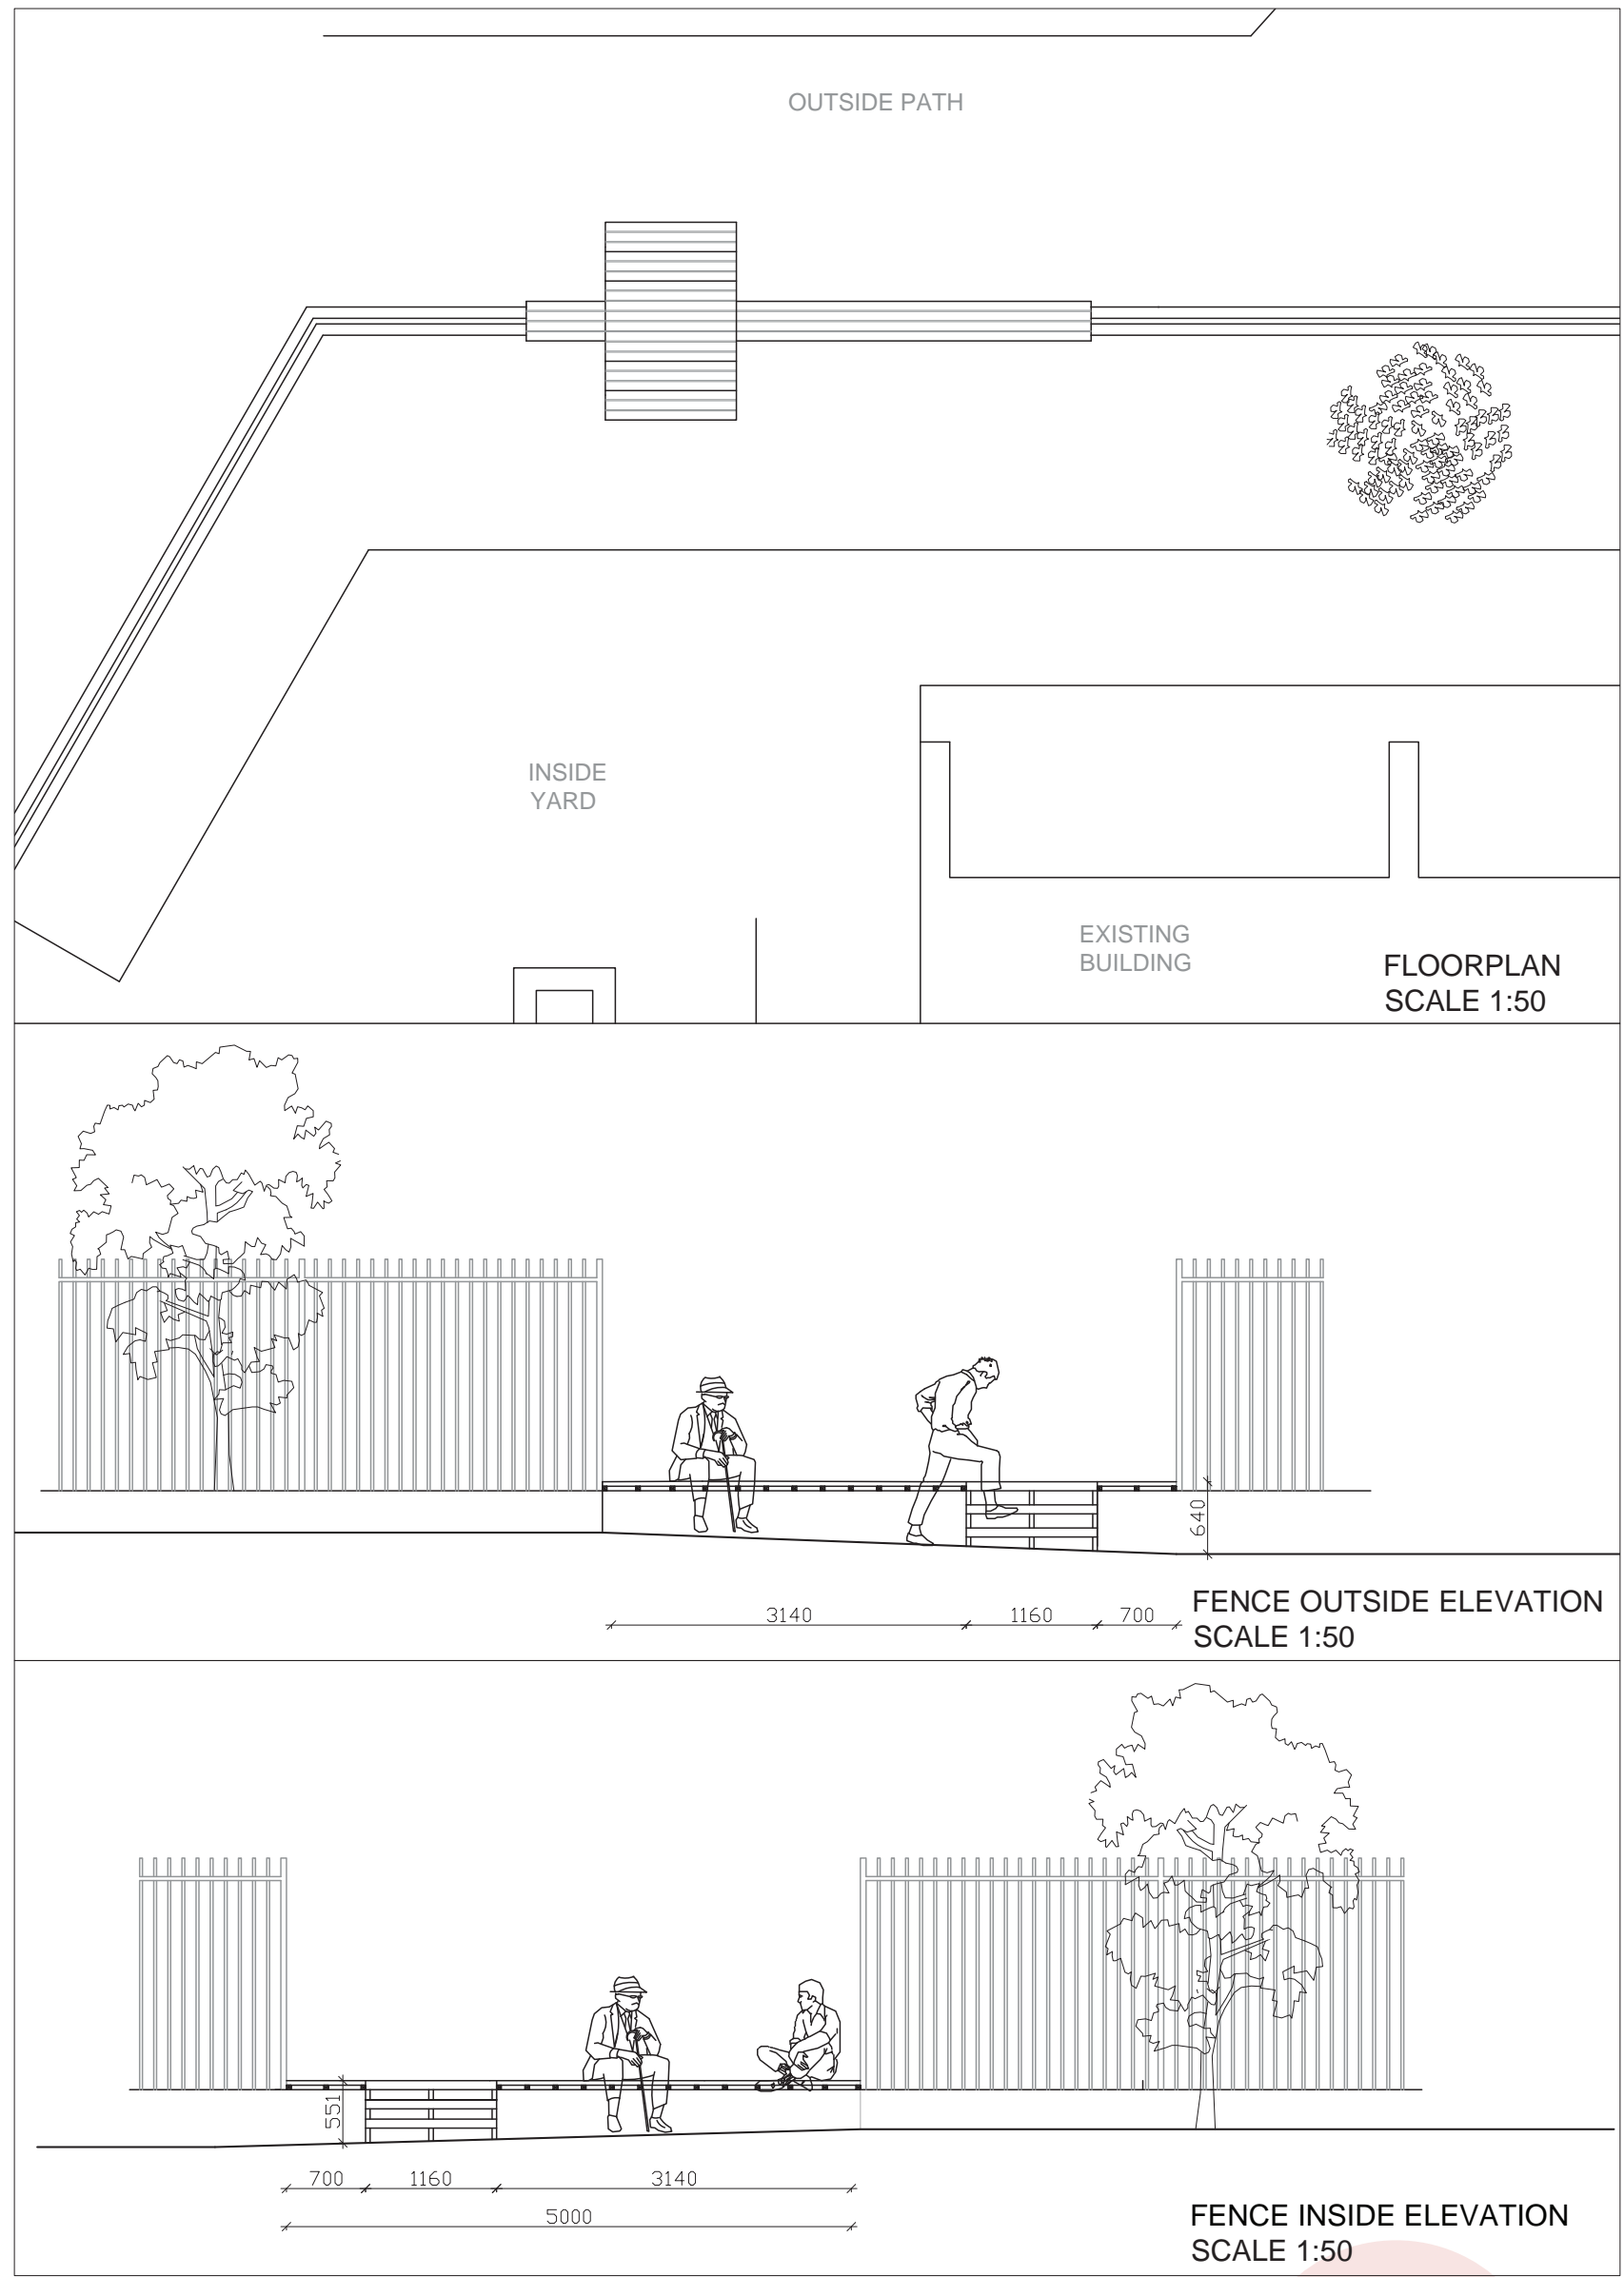 OUTSIDE PATH
INSIDE
YARD
EXISTING
BUILDING
FLOORPLAN
SCALE 1:50
640
3140
1160
700
FENCE OUTSIDE ELEVATION
SCALE 1:50
551
700
1160
3140
5000
FENCE INSIDE ELEVATION
SCALE 1:50